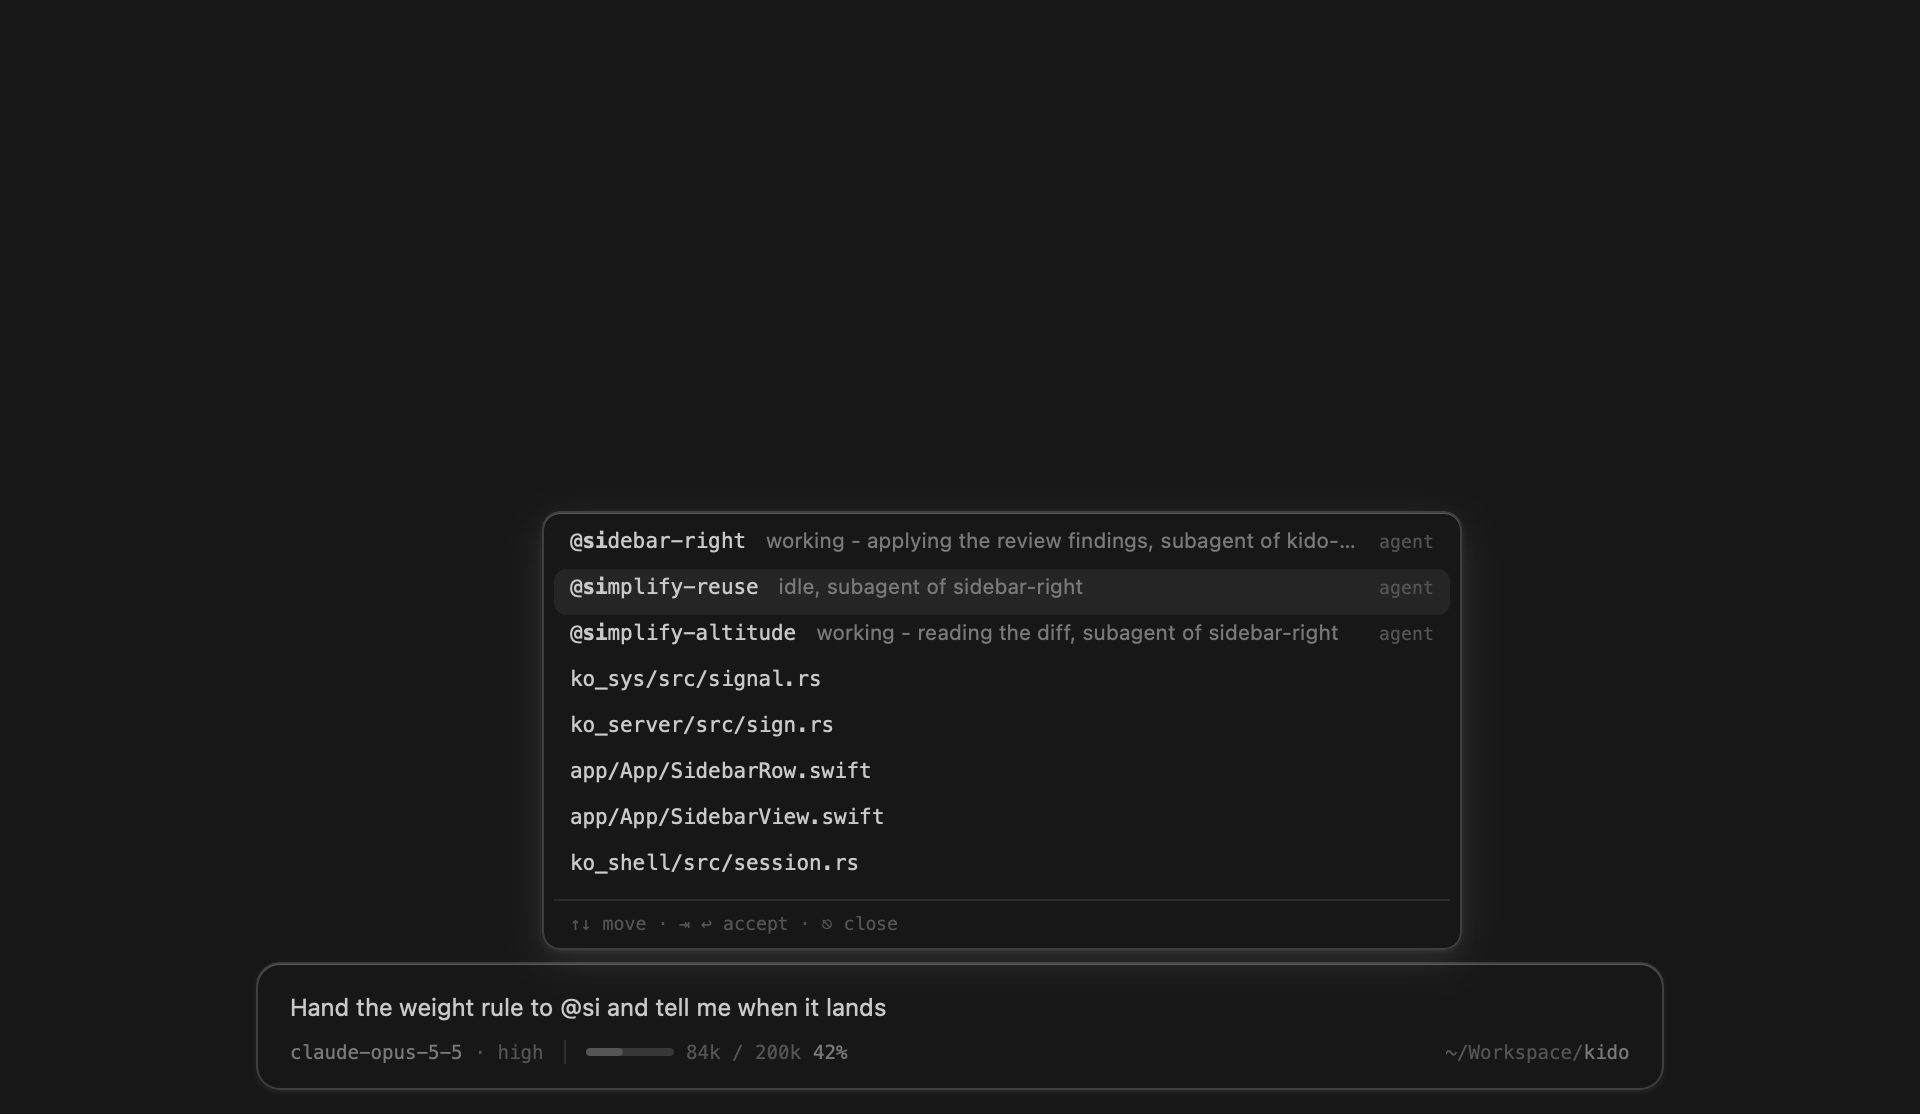 @sidebar-right working - applying the review findings, subagent of kido-... agent
@simplify-reuse idle, subagent of sidebar-right agent
@simplify-altitude working - reading the diff, subagent of sidebar-right agent
ko_sys/src/signal.rs
ko_server/src/sign.rs
app/App/SidebarRow.swift
app/App/SidebarView.swift
ko_shell/src/session.rs
↑↓ move · ⇥ ↩ accept · ⎋ close
Hand the weight rule to @si and tell me when it lands
claude-opus-5-5 · high 84k / 200k 42% ~/Workspace/kido